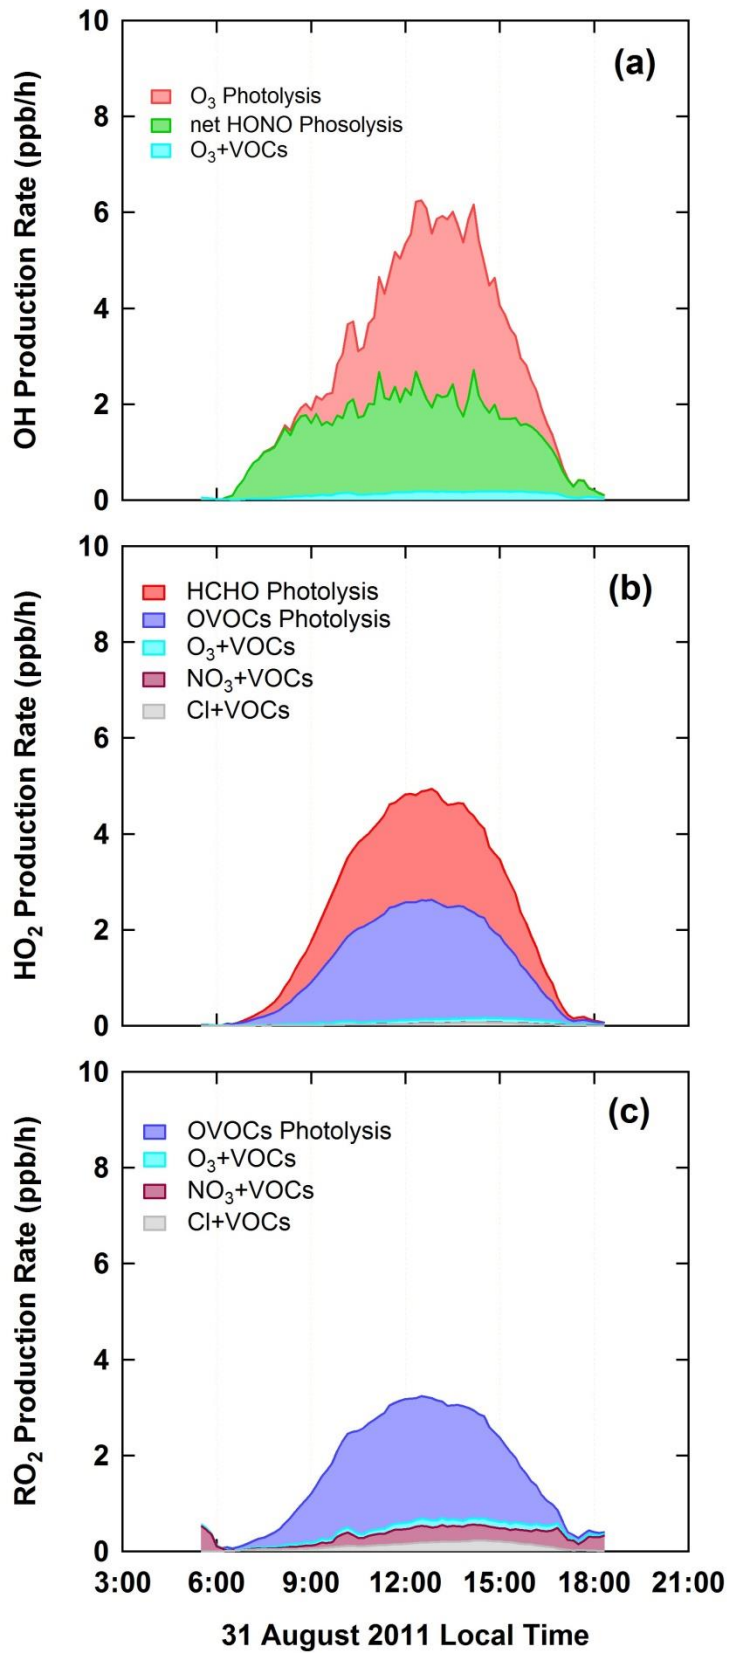 (a)
O3 Photolysis
net HONO Phosolysis
O3+VOCs
OH Production Rate (ppb/h)
10
8
6
4
2
0
(b)
HCHO Photolysis
OVOCs Photolysis
O3+VOCs
NO3+VOCs
Cl+VOCs
HO2 Production Rate (ppb/h)
10
8
6
4
2
0
(c)
OVOCs Photolysis
O3+VOCs
NO3+VOCs
Cl+VOCs
RO2 Production Rate (ppb/h)
10
8
6
4
2
0
3:00 6:00 9:00 12:00 15:00 18:00 21:00
31 August 2011 Local Time